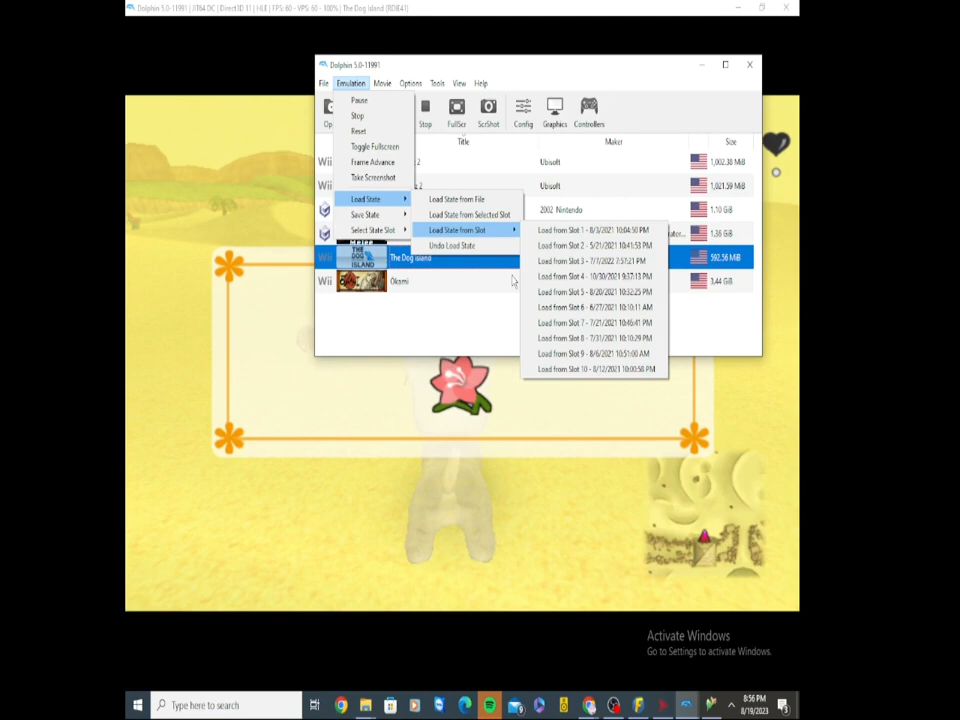 Dolphin 5.0-11991 | JIT64 DC | Direct3D 11 | HLE | FPS: 60 - VPS: 60 - 100% | The Dog Island (RDIE41)
Dolphin 5.0-11991
File Emulation Movie Options Tools View Help
Op Stop FullScr ScrShot Config Graphics Controllers
Pause
Stop
Reset
Toggle Fullscreen
Frame Advance
Take Screenshot
Load State
Save State
Select State Slot
Load State from File
Load State from Selected Slot
Load State from Slot
Undo Load State
Load from Slot 1 - 8/3/2021 10:04:50 PM
Load from Slot 2 - 5/21/2021 10:41:53 PM
Load from Slot 3 - 7/7/2022 7:57:21 PM
Load from Slot 4 - 10/30/2021 9:37:13 PM
Load from Slot 5 - 8/20/2021 10:32:25 PM
Load from Slot 6 - 6/27/2021 10:10:11 AM
Load from Slot 7 - 7/21/2021 10:46:41 PM
Load from Slot 8 - 7/31/2021 10:10:29 PM
Load from Slot 9 - 8/6/2021 10:51:00 AM
Load from Slot 10 - 8/12/2021 10:00:58 PM
Title Maker Size
Wii 2 Ubisoft 1,002.38 MiB
Wii 2 Ubisoft 1,021.59 MiB
2002 Nintendo 1.10 GiB
ator... 1.36 GiB
Wii THE DOG ISLAND The Dog Island 592.56 MiB
Wii Okami 3.44 GiB
Activate Windows
Go to Settings to activate Windows.
Type here to search
8:56 PM
8/19/2023